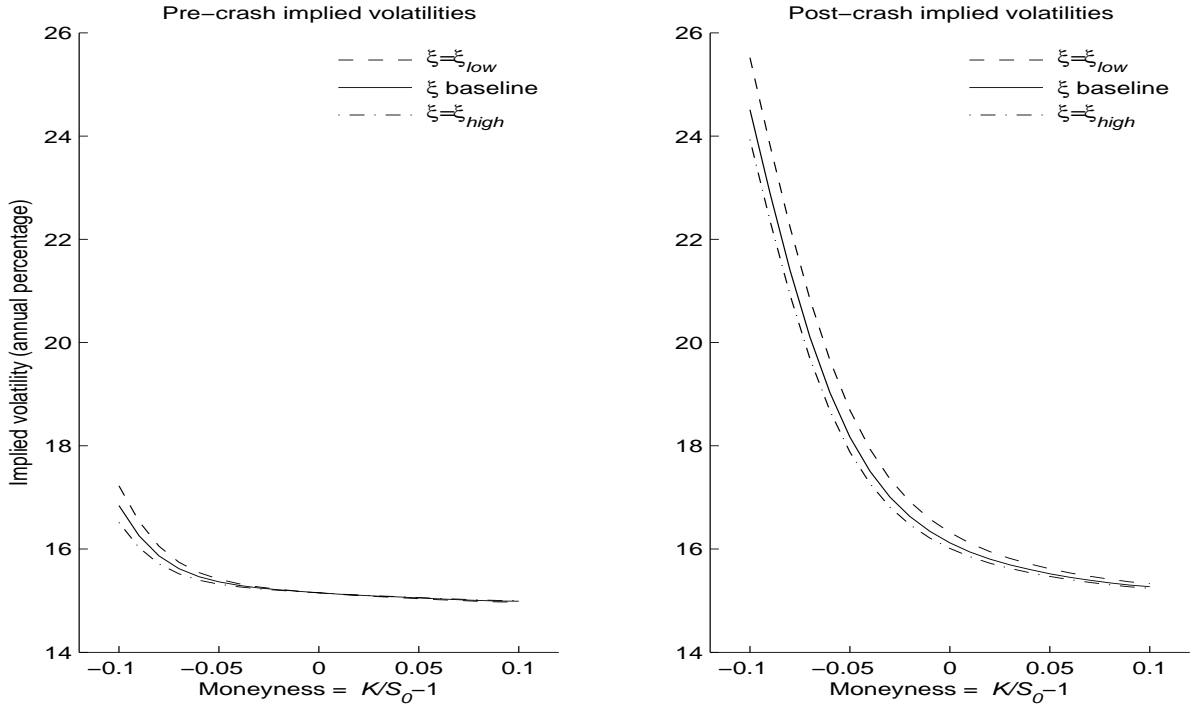 Pre−crash implied volatilities
Implied volatility (annual percentage)
26
24
22
20
18
16
14
ξ=ξlow
ξ baseline
ξ=ξhigh
−0.1 −0.05 0 0.05 0.1
Moneyness = K/S0−1
Post−crash implied volatilities
26
24
22
20
18
16
14
ξ=ξlow
ξ baseline
ξ=ξhigh
−0.1 −0.05 0 0.05 0.1
Moneyness = K/S0−1